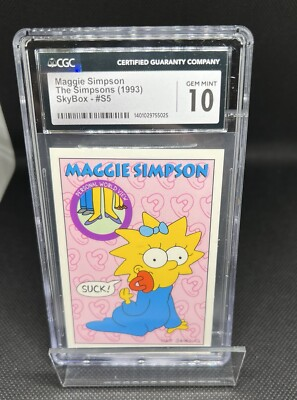 CGC
CERTIFIED GUARANTY COMPANY
Maggie Simpson
The Simpsons (1993)
SkyBox - #S5
GEM MINT
10
1401029755025
MAGGIE SIMPSON
PERSONAL WORLD VIEW
SUCK!